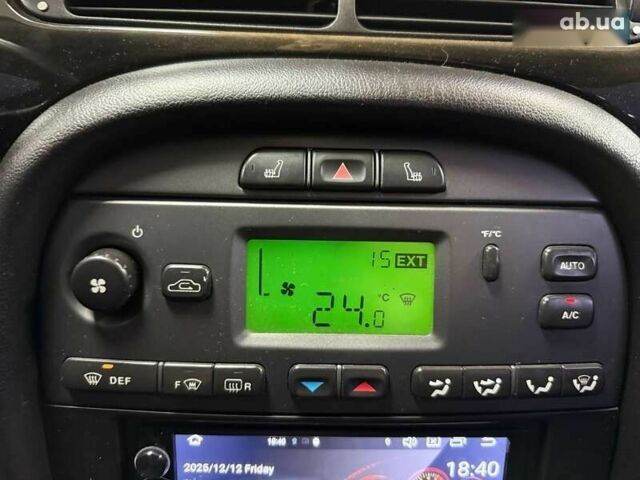 ab.ua
°F/°C
15 EXT
AUTO
24.0 °C
A/C
DEF
F
R
18:40
2025/12/12 Friday
18:40